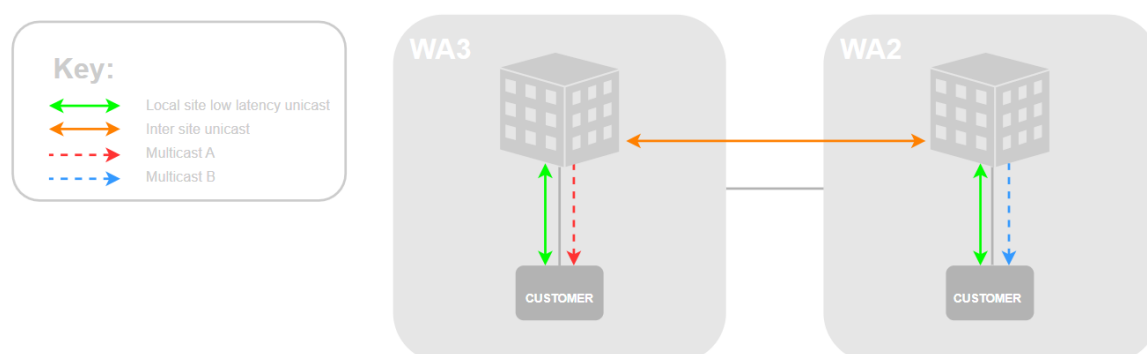 Key:
Local site low latency unicast
Inter site unicast
Multicast A
Multicast B
WA3
WA2
CUSTOMER
CUSTOMER